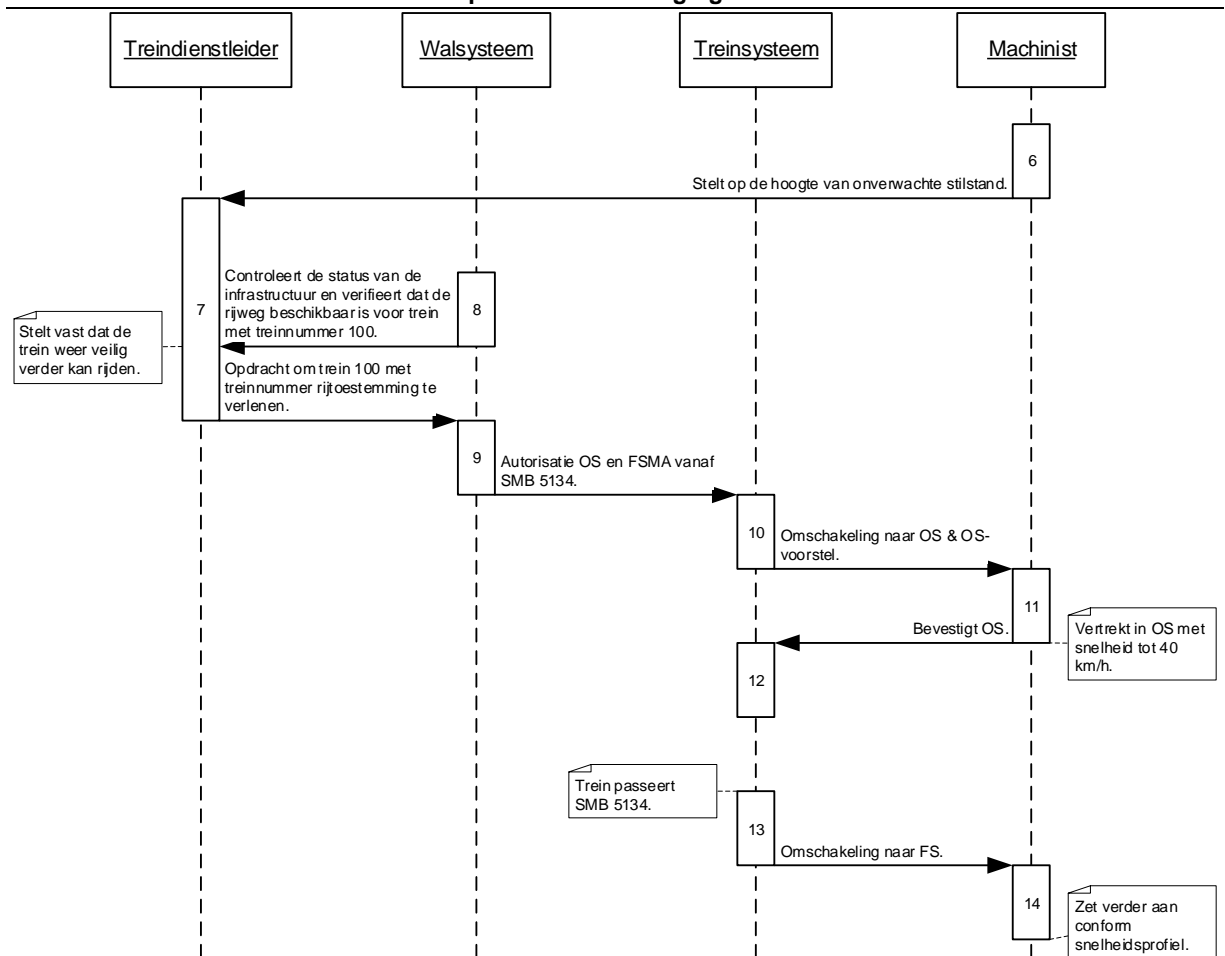 Treindienstleider
Walsysteem
Treinsysteem
Machinist
6
Stelt op de hoogte van onverwachte stilstand.
7
Controleert de status van de
infrastructuur en verifieert dat de
rijweg beschikbaar is voor trein
met treinnummer 100.
8
Stelt vast dat de
trein weer veilig
verder kan rijden.
Opdracht om trein 100 met
treinnummer rijtoestemming te
verlenen.
9
Autorisatie OS en FSMA vanaf
SMB 5134.
10
Omschakeling naar OS & OS-
voorstel.
11
Bevestigt OS.
Vertrekt in OS met
snelheid tot 40
km/h.
12
Trein passeert
SMB 5134.
13
Omschakeling naar FS.
14
Zet verder aan
conform
snelheidsprofiel.